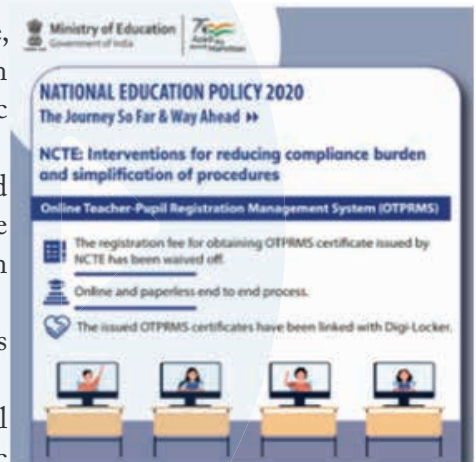 Ministry of Education
Government of India
NATIONAL EDUCATION POLICY 2020
The Journey So Far & Way Ahead
NCTE: Interventions for reducing compliance burden
and simplification of procedures
Online Teacher-Pupil Registration Management System (OTPRMS)
The registration fee for obtaining OTPRMS certificate issued by
NCTE has been waived off.
Online and paperless end to end process.
The issued OTPRMS certificates have been linked with Digi-Locker.